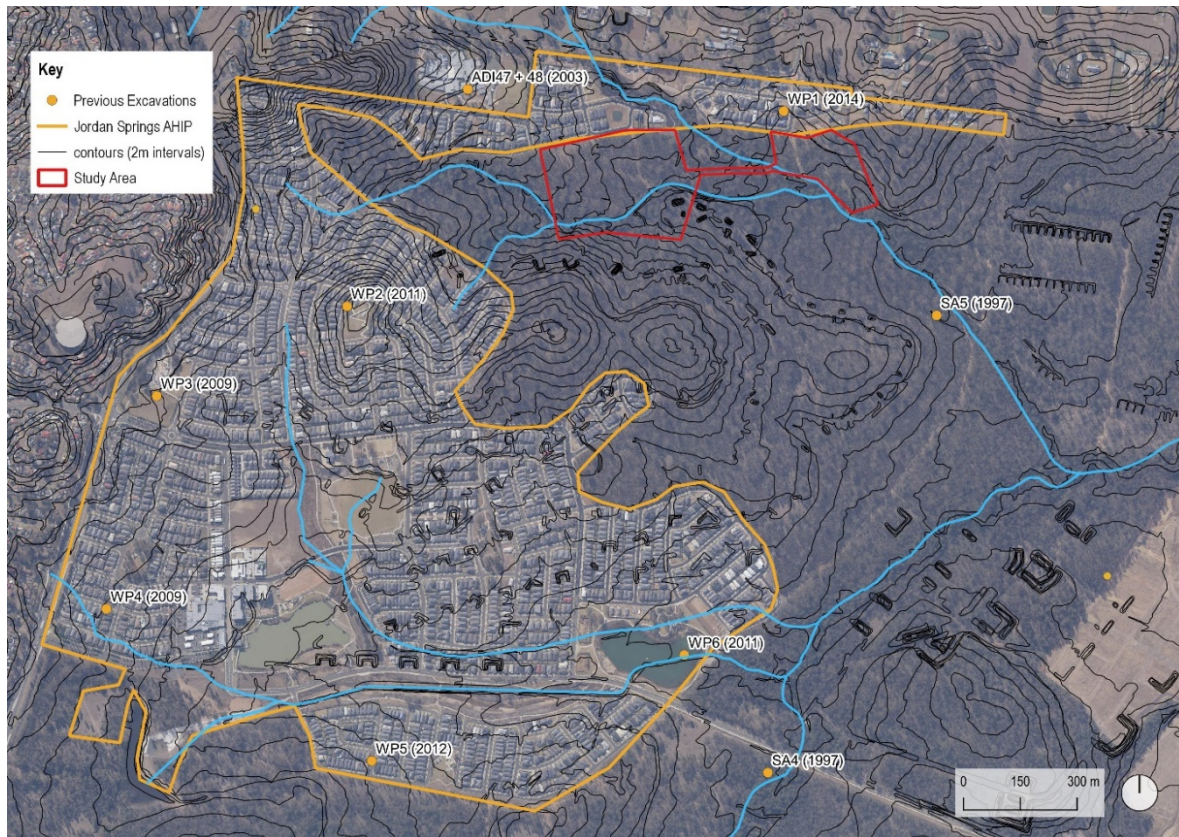 Key
Previous Excavations
Jordan Springs AHIP
contours (2m intervals)
Study Area
ADI47 + 48 (2003)
WP1 (2014)
WP2 (2011)
SA5 (1997)
WP3 (2009)
WP4 (2009)
WP6 (2011)
WP5 (2012)
SA4 (1997)
0 150 300 m